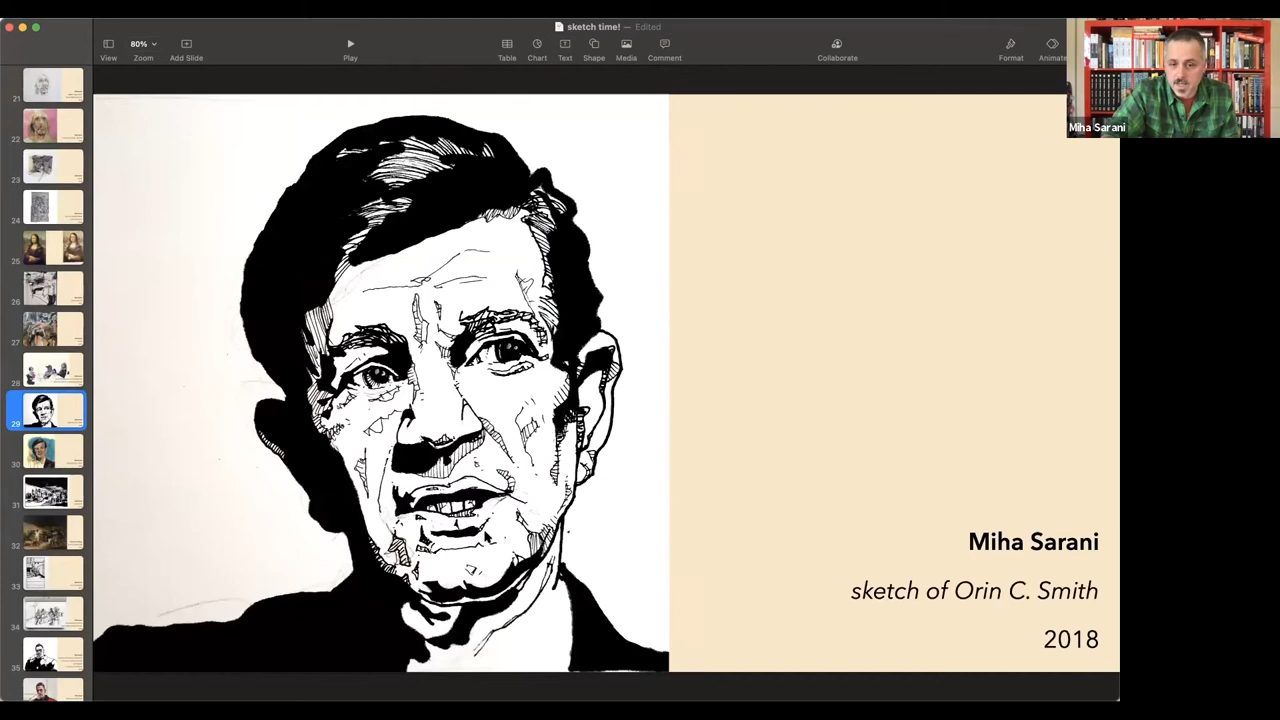 sketch time! — Edited
80%
View
Zoom
Add Slide
Play
Table
Chart
Text
Shape
Media
Comment
Collaborate
Format
Animate
Miha Sarani
21
22
23
24
25
26
27
28
29
30
31
32
33
34
35
Miha Sarani
sketch of Orin C. Smith
2018